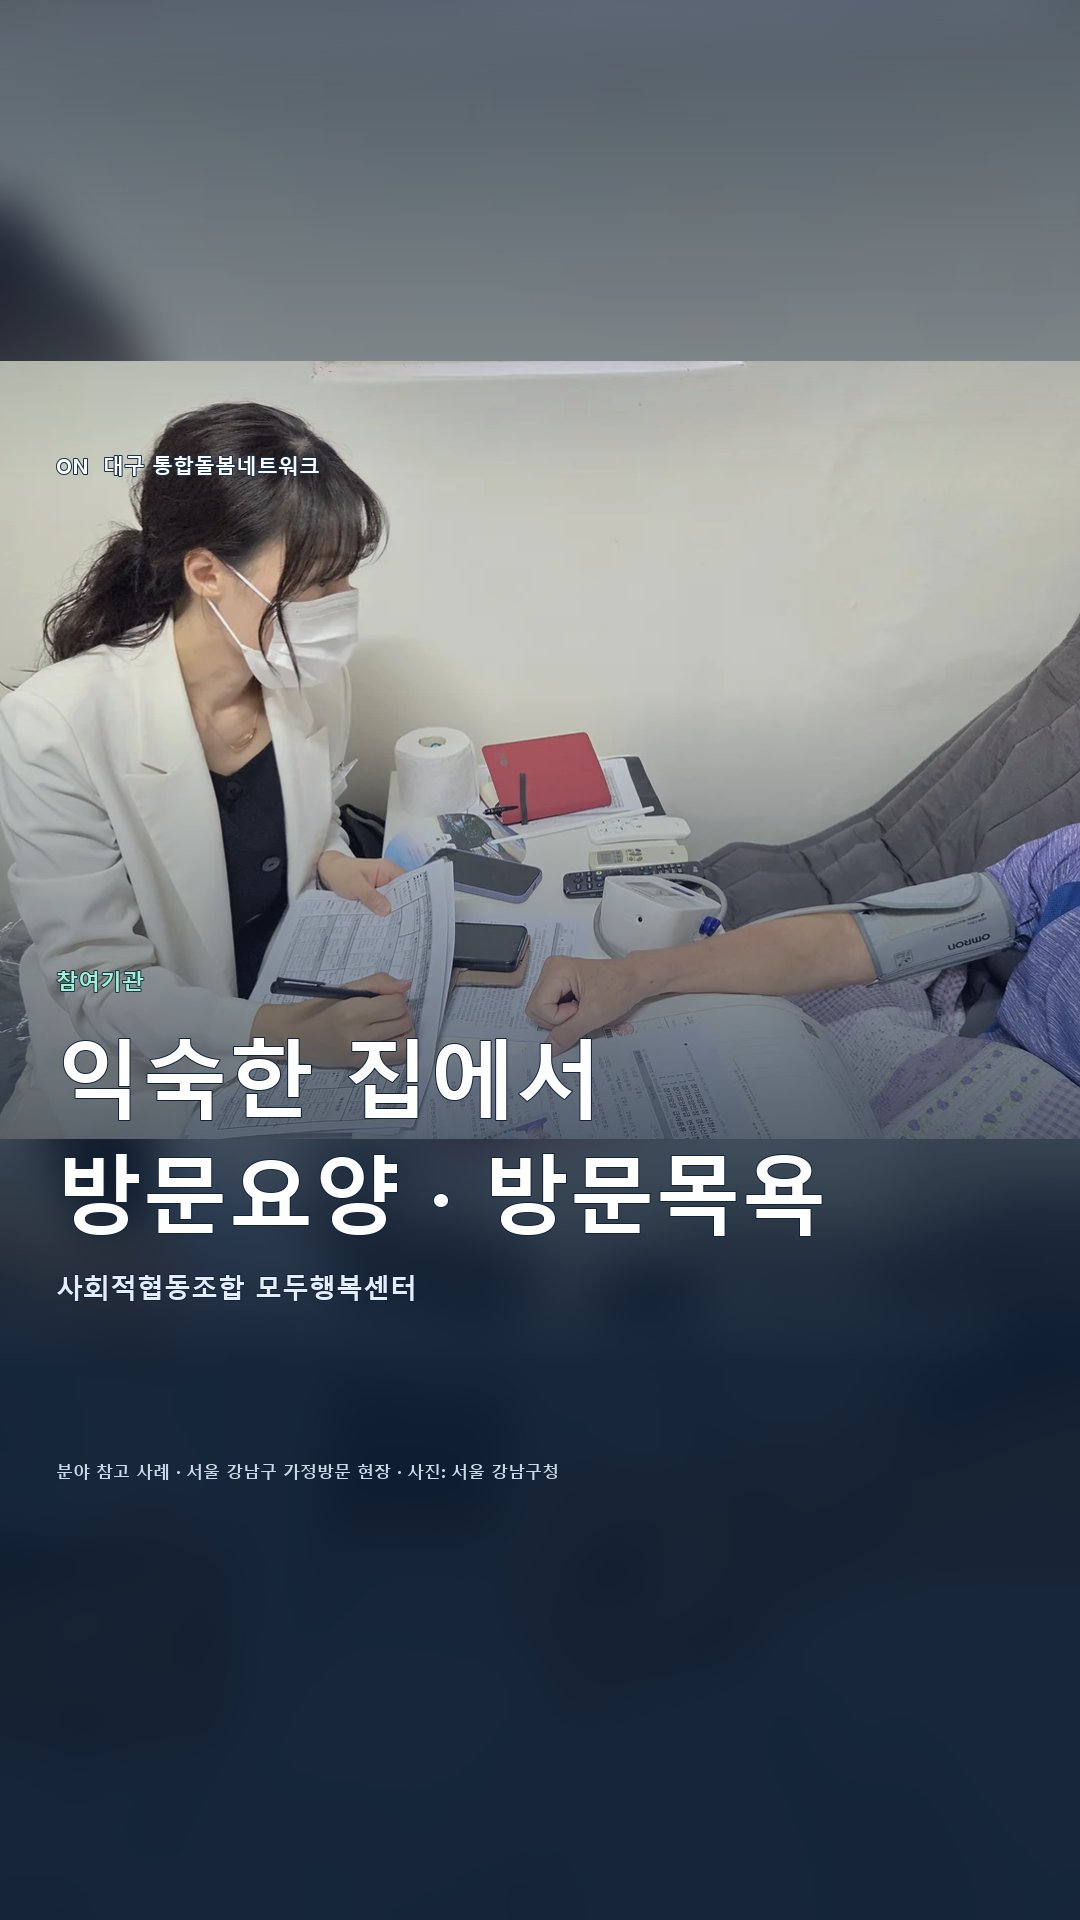 ON 대구 통합돌봄네트워크
OMRON
참여기관
익숙한 집에서
방문요양 · 방문목욕
사회적협동조합 모두행복센터
분야 참고 사례 · 서울 강남구 가정방문 현장 · 사진: 서울 강남구청